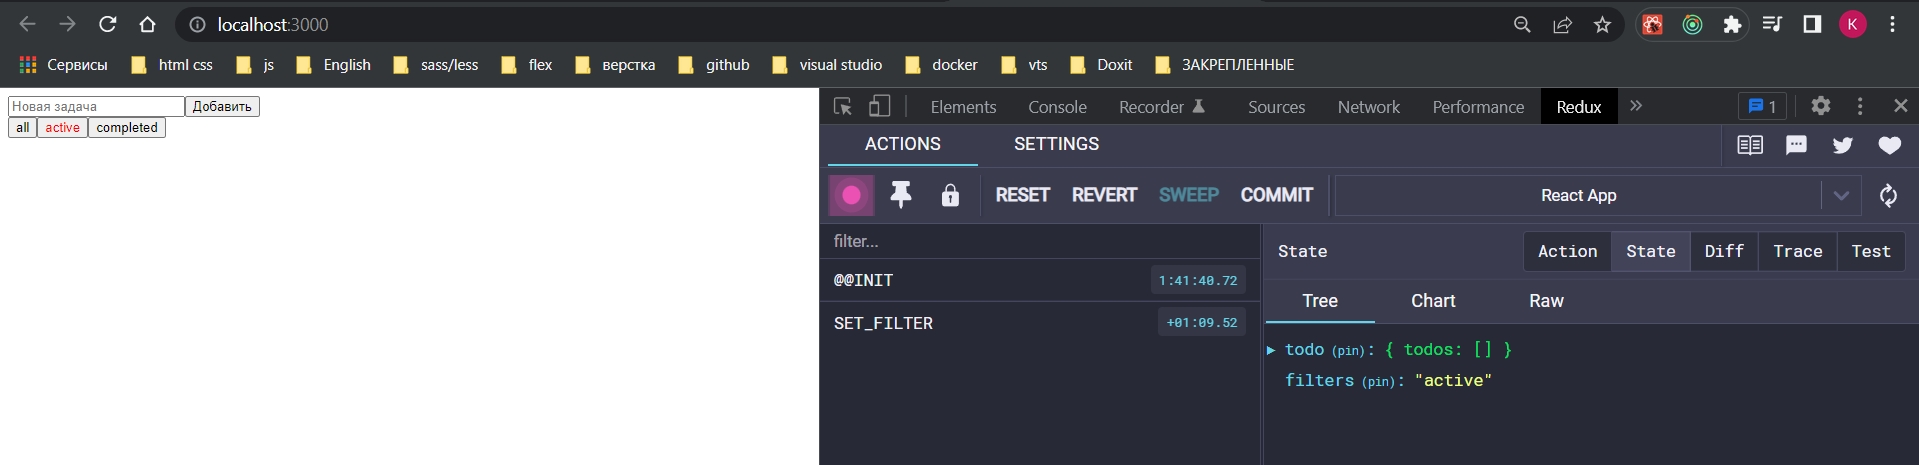 localhost:3000
K
Сервисы html css js English sass/less flex верстка github visual studio docker vts Doxit ЗАКРЕПЛЕННЫЕ
Новая задача Добавить
all active completed
Elements Console Recorder Sources Network Performance Redux » 1
ACTIONS SETTINGS
RESET REVERT SWEEP COMMIT React App
filter...
@@INIT 1:41:40.72
SET_FILTER +01:09.52
State Action State Diff Trace Test
Tree Chart Raw
todo (pin): { todos: [] }
filters (pin): "active"